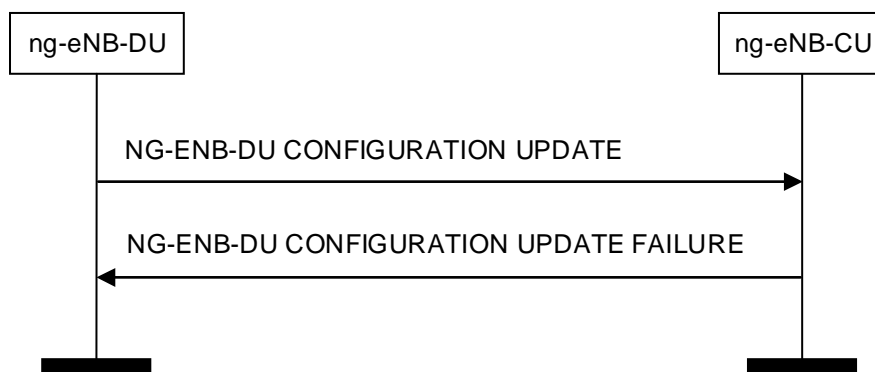 ng-eNB-DU
ng-eNB-CU
NG-ENB-DU CONFIGURATION UPDATE
NG-ENB-DU CONFIGURATION UPDATE FAILURE